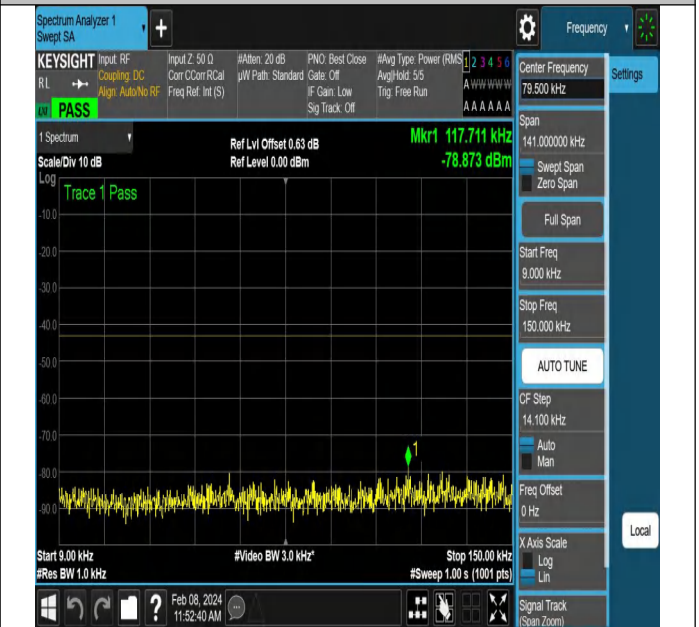 Spectrum Analyzer 1
Swept SA
Frequency
KEYSIGHT
RL
PASS
Input: RF
Coupling: DC
Align: Auto/No RF
Input Z: 50 Ω
Corr CCorr RCal
Freq Ref: Int (S)
#Atten: 20 dB
µW Path: Standard
PNO: Best Close
Gate: Off
IF Gain: Low
Sig Track: Off
#Avg Type: Power (RMS
Avg|Hold: 5/5
Trig: Free Run
1 2 3 4 5 6
A W W W W W
A A A A A A
1 Spectrum
Scale/Div 10 dB
Ref Lvl Offset 0.63 dB
Ref Level 0.00 dBm
Mkr1 117.711 kHz
-78.873 dBm
Log
Trace 1 Pass
-10.0
-20.0
-30.0
-40.0
-50.0
-60.0
-70.0
-80.0
-90.0
1
Start 9.00 kHz
#Video BW 3.0 kHz*
Stop 150.00 kHz
#Res BW 1.0 kHz
#Sweep 1.00 s (1001 pts)
Feb 08, 2024
11:52:40 AM
Center Frequency
79.500 kHz
Settings
Span
141.000000 kHz
Swept Span
Zero Span
Full Span
Start Freq
9.000 kHz
Stop Freq
150.000 kHz
AUTO TUNE
CF Step
14.100 kHz
Auto
Man
Freq Offset
0 Hz
Local
X Axis Scale
Log
Lin
Signal Track
(Span Zoom)